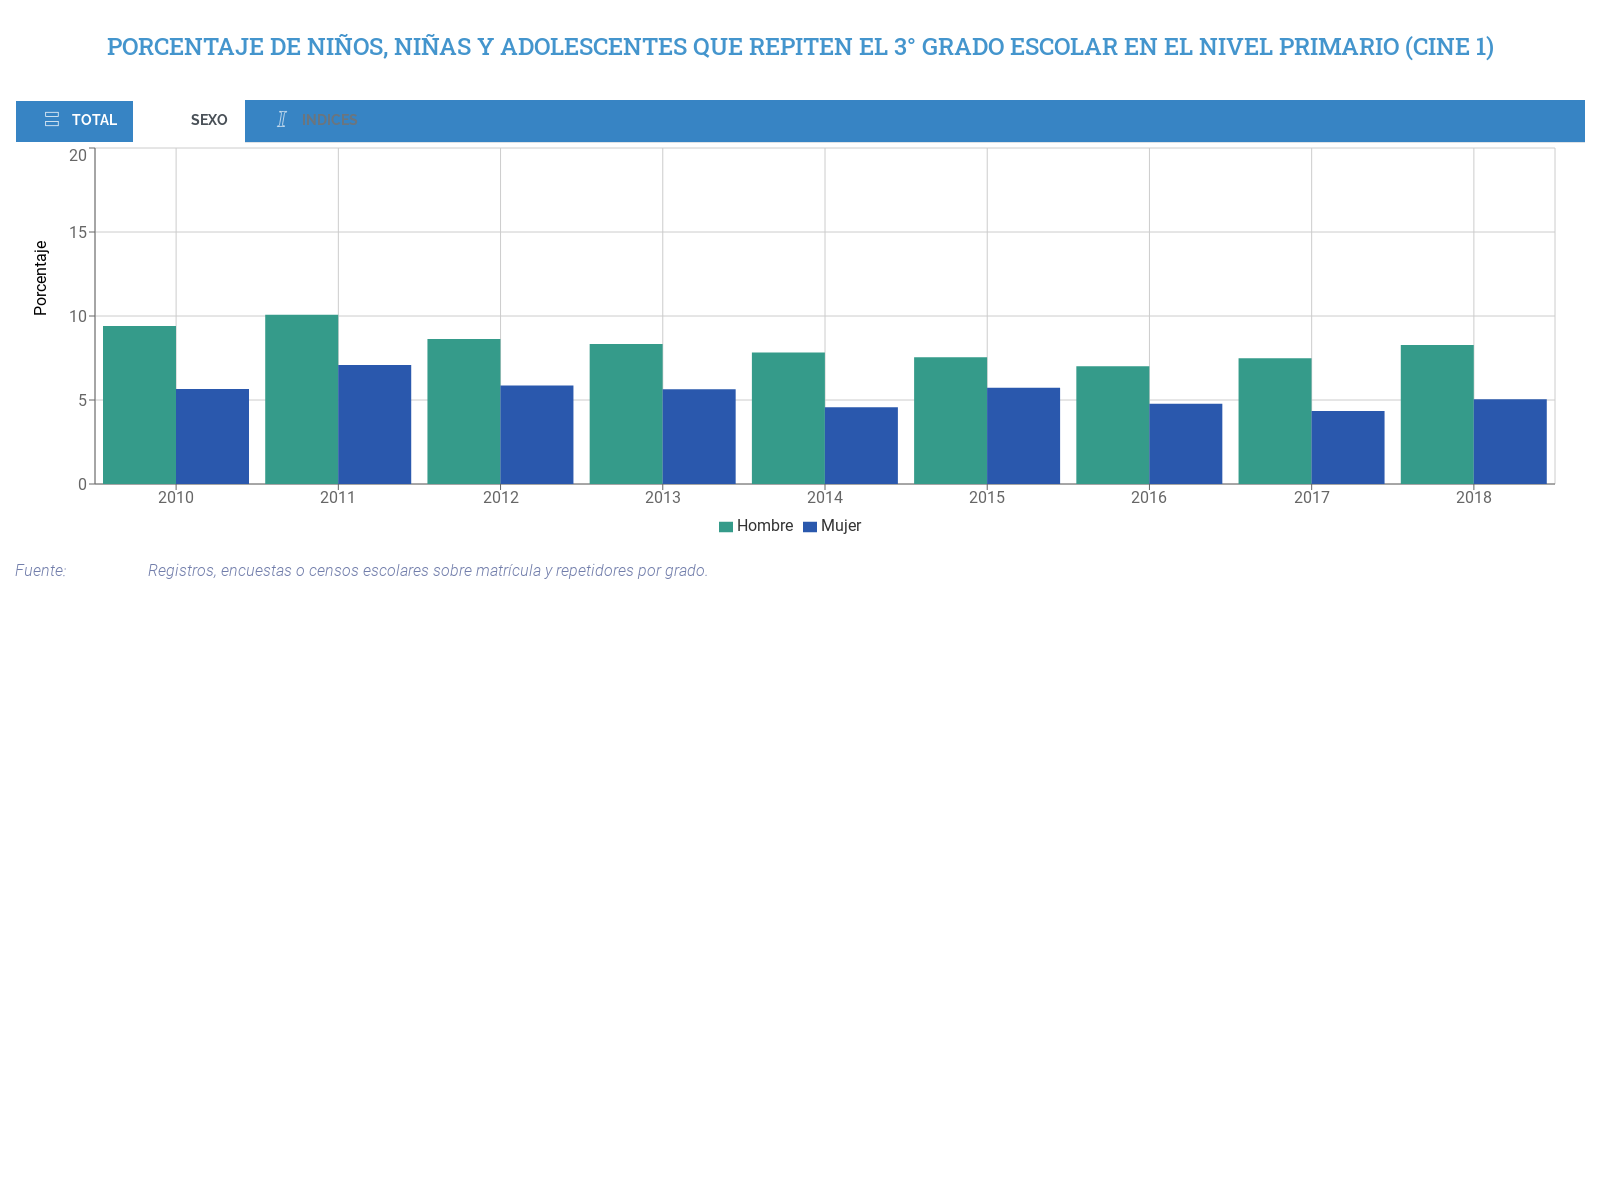 PORCENTAJE DE NIÑOS, NIÑAS Y ADOLESCENTES QUE REPITEN EL 3° GRADO ESCOLAR EN EL NIVEL PRIMARIO (CINE 1)
TOTAL SEXO INDICES
20
15
10
5
0
Porcentaje
2010 2011 2012 2013 2014 2015 2016 2017 2018
Hombre Mujer
Fuente: Registros, encuestas o censos escolares sobre matrícula y repetidores por grado.